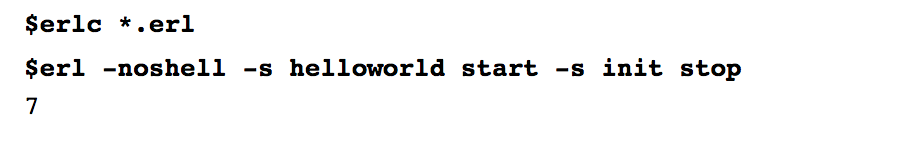 $erlc *.erl
$erl -noshell -s helloworld start -s init stop
7